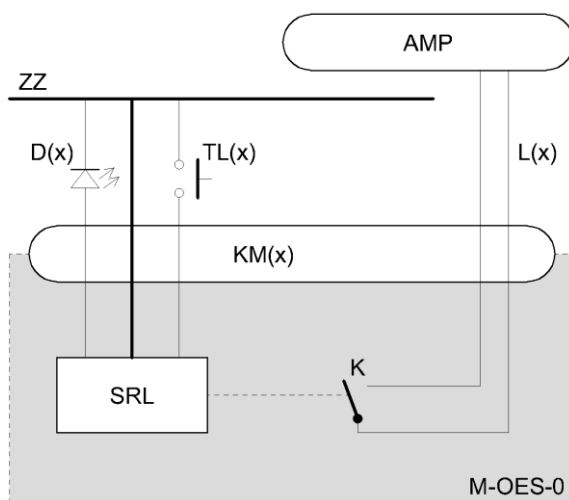 AMP
ZZ
D(x)
TL(x)
L(x)
KM(x)
K
SRL
M-OES-0